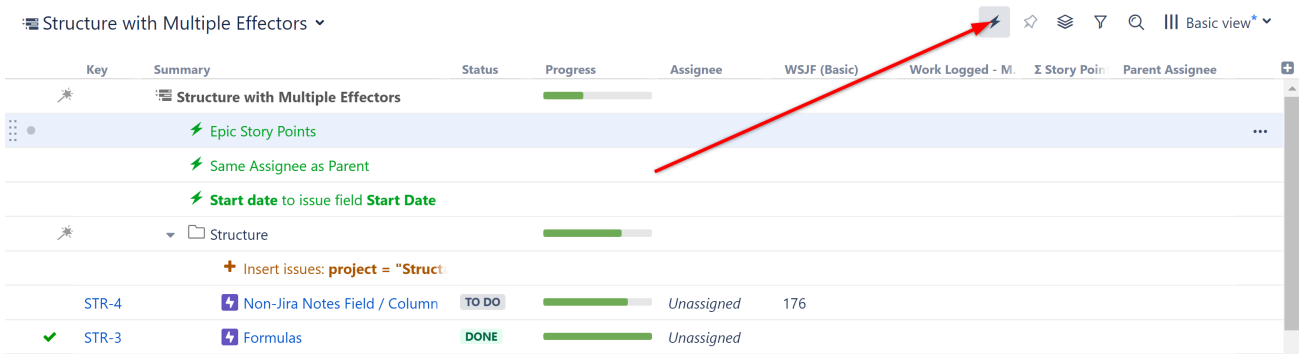 Structure with Multiple Effectors
Basic view*
Key Summary Status Progress Assignee WSJF (Basic) Work Logged - M. Σ Story Poin Parent Assignee
Structure with Multiple Effectors
Epic Story Points
Same Assignee as Parent
Start date to issue field Start Date
Structure
Insert issues: project = "Struct
STR-4 Non-Jira Notes Field / Column TO DO Unassigned 176
STR-3 Formulas DONE Unassigned